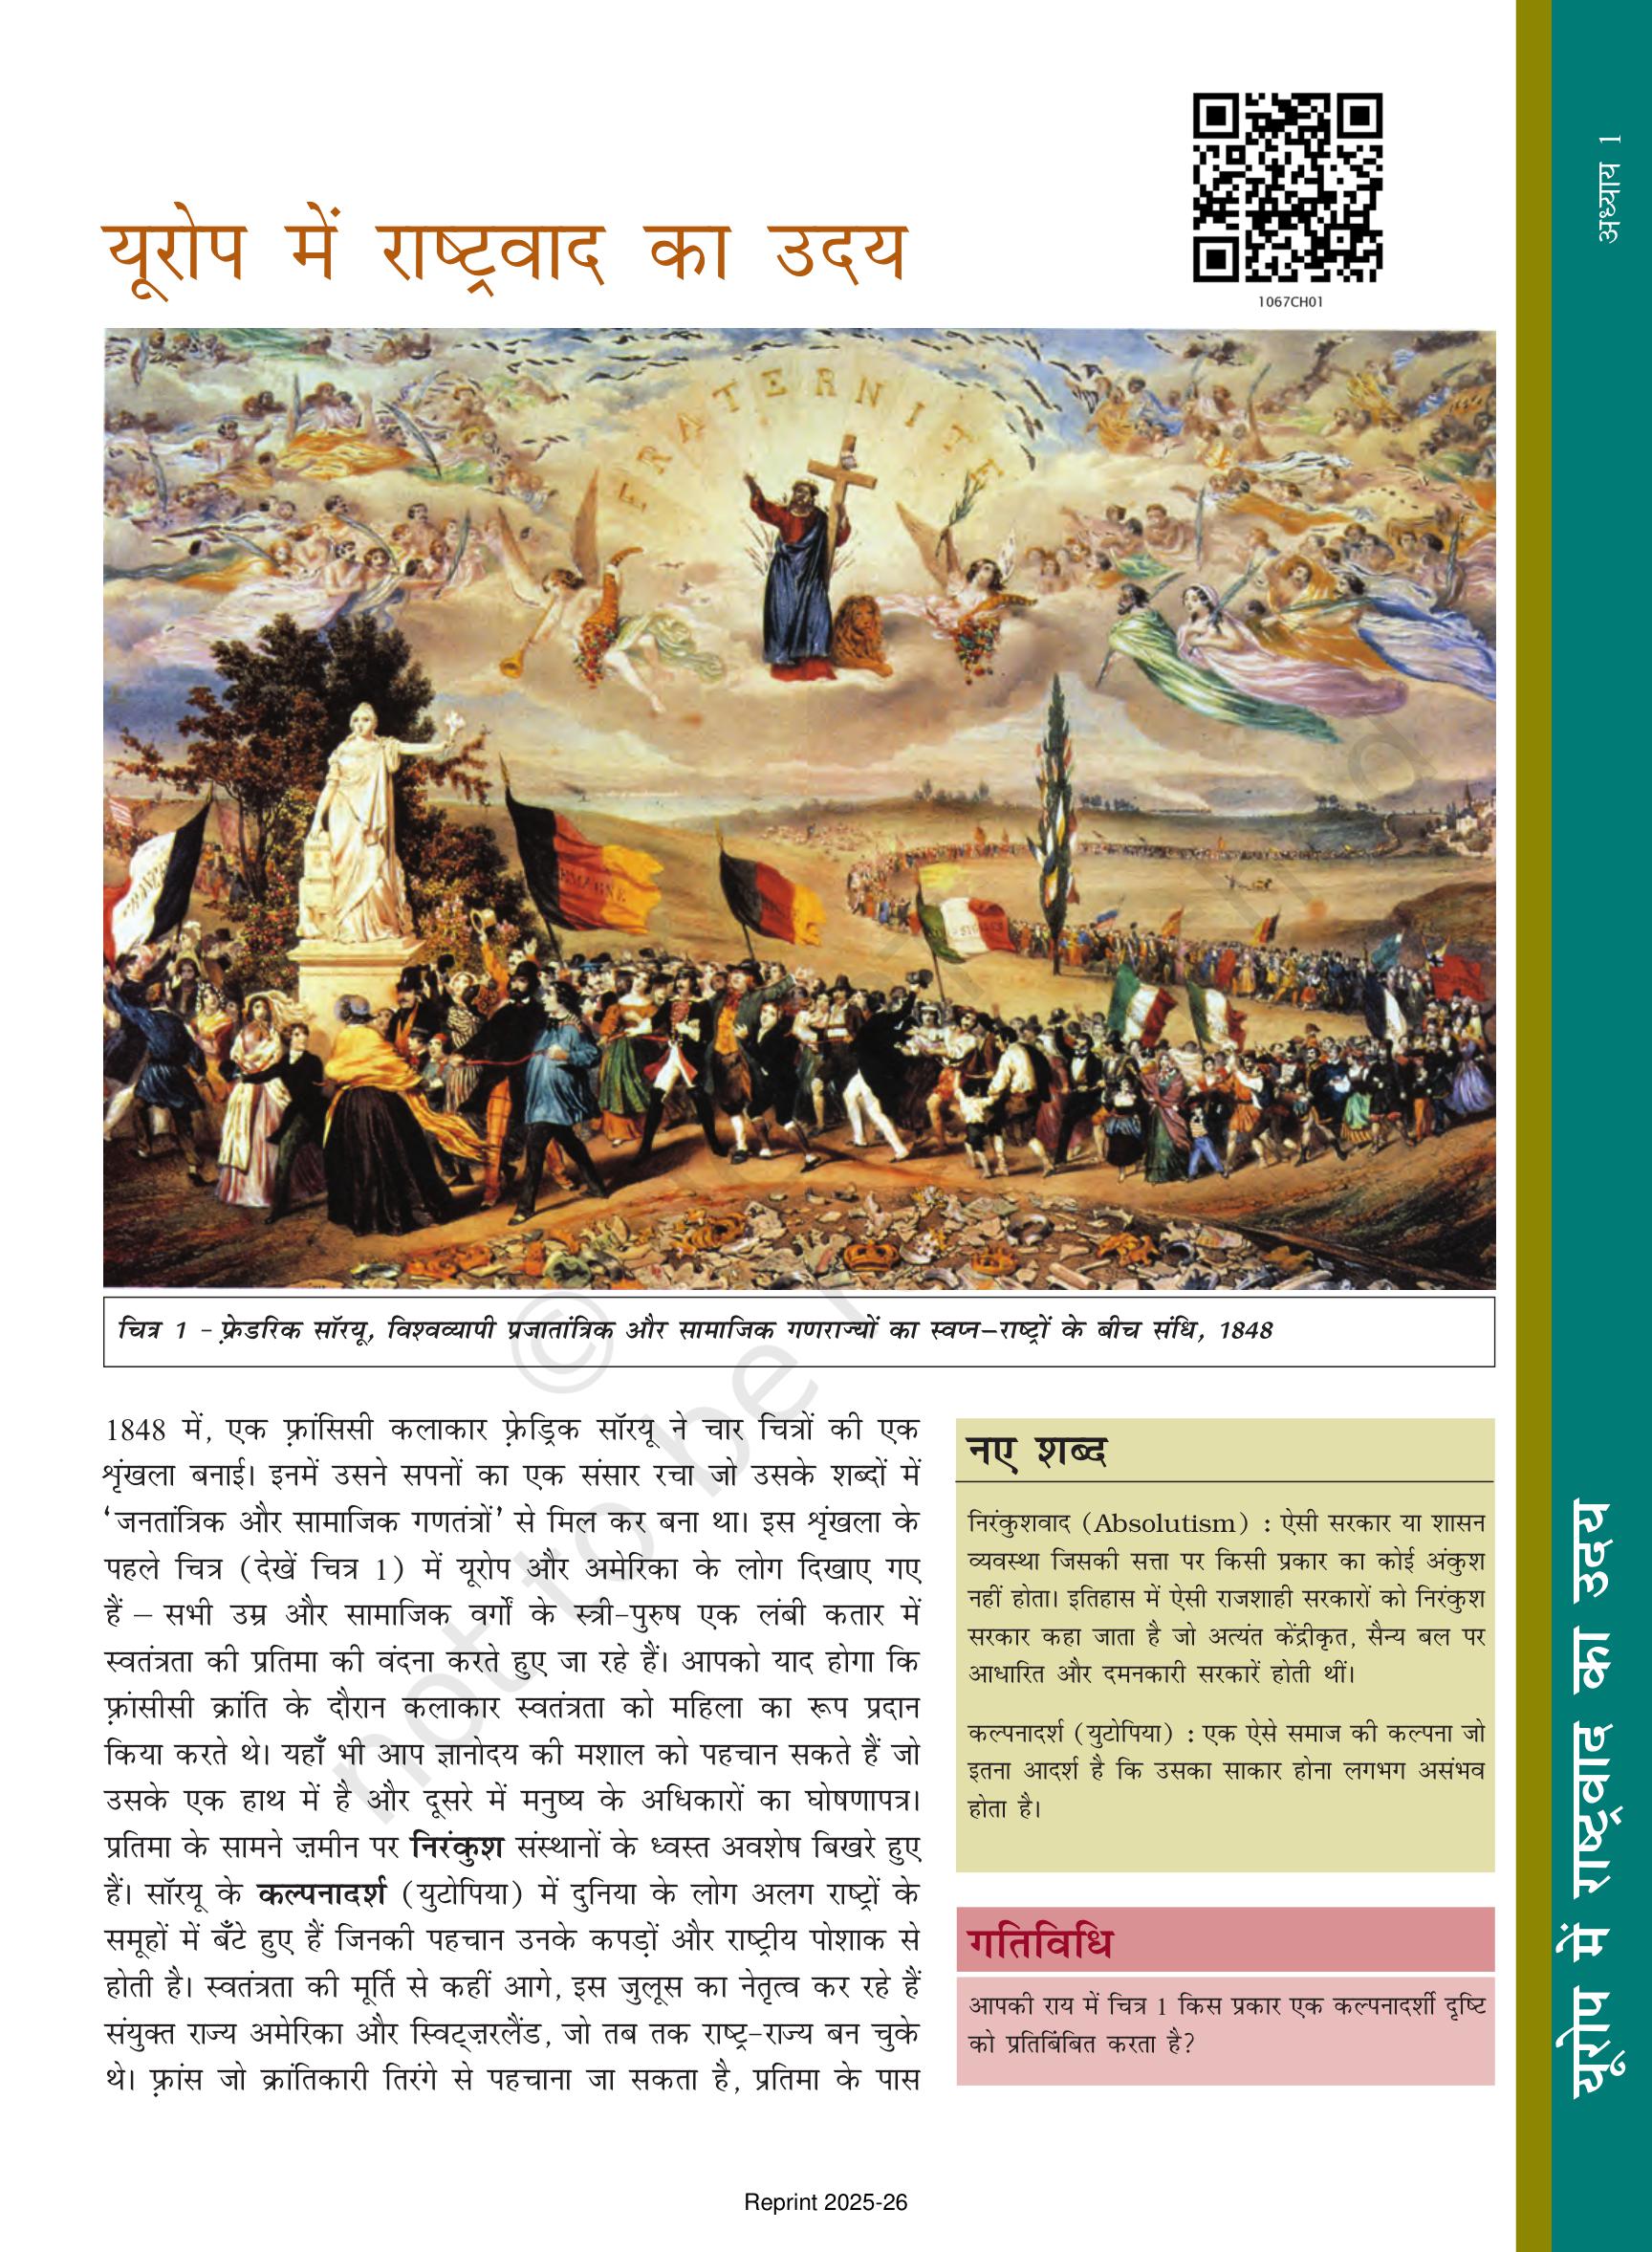 अध्याय 1
यूरोप में राष्ट्रवाद का उदय
1067CH01
FRATERNITE
चित्र 1 – फ़्रेडरिक सॉरयू, विश्वव्यापी प्रजातांत्रिक और सामाजिक गणराज्यों का स्वप्न–राष्ट्रों के बीच संधि, 1848
1848 में, एक फ़्रांसिसी कलाकार फ़्रेड्रिक सॉरयू ने चार चित्रों की एक
शृंखला बनाई। इनमें उसने सपनों का एक संसार रचा जो उसके शब्दों में
‘जनतांत्रिक और सामाजिक गणतंत्रों’ से मिल कर बना था। इस शृंखला के
पहले चित्र (देखें चित्र 1) में यूरोप और अमेरिका के लोग दिखाए गए
हैं – सभी उम्र और सामाजिक वर्गों के स्त्री-पुरुष एक लंबी कतार में
स्वतंत्रता की प्रतिमा की वंदना करते हुए जा रहे हैं। आपको याद होगा कि
फ़्रांसीसी क्रांति के दौरान कलाकार स्वतंत्रता को महिला का रूप प्रदान
किया करते थे। यहाँ भी आप ज्ञानोदय की मशाल को पहचान सकते हैं जो
उसके एक हाथ में है और दूसरे में मनुष्य के अधिकारों का घोषणापत्र।
प्रतिमा के सामने ज़मीन पर निरंकुश संस्थानों के ध्वस्त अवशेष बिखरे हुए
हैं। सॉरयू के कल्पनादर्श (युटोपिया) में दुनिया के लोग अलग राष्ट्रों के
समूहों में बँटे हुए हैं जिनकी पहचान उनके कपड़ों और राष्ट्रीय पोशाक से
होती है। स्वतंत्रता की मूर्ति से कहीं आगे, इस जुलूस का नेतृत्व कर रहे हैं
संयुक्त राज्य अमेरिका और स्विट्ज़रलैंड, जो तब तक राष्ट्र-राज्य बन चुके
थे। फ़्रांस जो क्रांतिकारी तिरंगे से पहचाना जा सकता है, प्रतिमा के पास
नए शब्द
निरंकुशवाद (Absolutism) : ऐसी सरकार या शासन
व्यवस्था जिसकी सत्ता पर किसी प्रकार का कोई अंकुश
नहीं होता। इतिहास में ऐसी राजशाही सरकारों को निरंकुश
सरकार कहा जाता है जो अत्यंत केंद्रीकृत, सैन्य बल पर
आधारित और दमनकारी सरकारें होती थीं।
कल्पनादर्श (युटोपिया) : एक ऐसे समाज की कल्पना जो
इतना आदर्श है कि उसका साकार होना लगभग असंभव
होता है।
गतिविधि
आपकी राय में चित्र 1 किस प्रकार एक कल्पनादर्शी दृष्टि
को प्रतिबिंबित करता है?
यूरोप में राष्ट्रवाद का उदय
© not to be
Reprint 2025-26